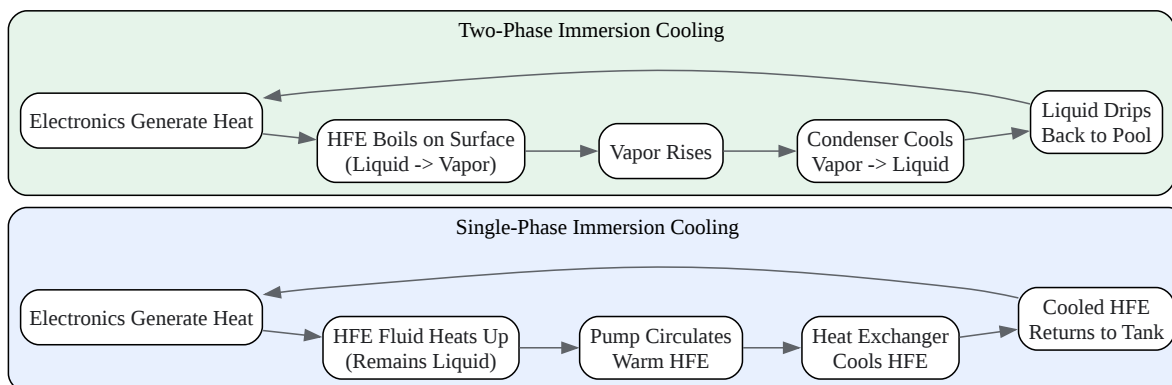 Two-Phase Immersion Cooling
Electronics Generate Heat
HFE Boils on Surface
(Liquid -> Vapor)
Vapor Rises
Condenser Cools
Vapor -> Liquid
Liquid Drips
Back to Pool
Single-Phase Immersion Cooling
Electronics Generate Heat
HFE Fluid Heats Up
(Remains Liquid)
Pump Circulates
Warm HFE
Heat Exchanger
Cools HFE
Cooled HFE
Returns to Tank